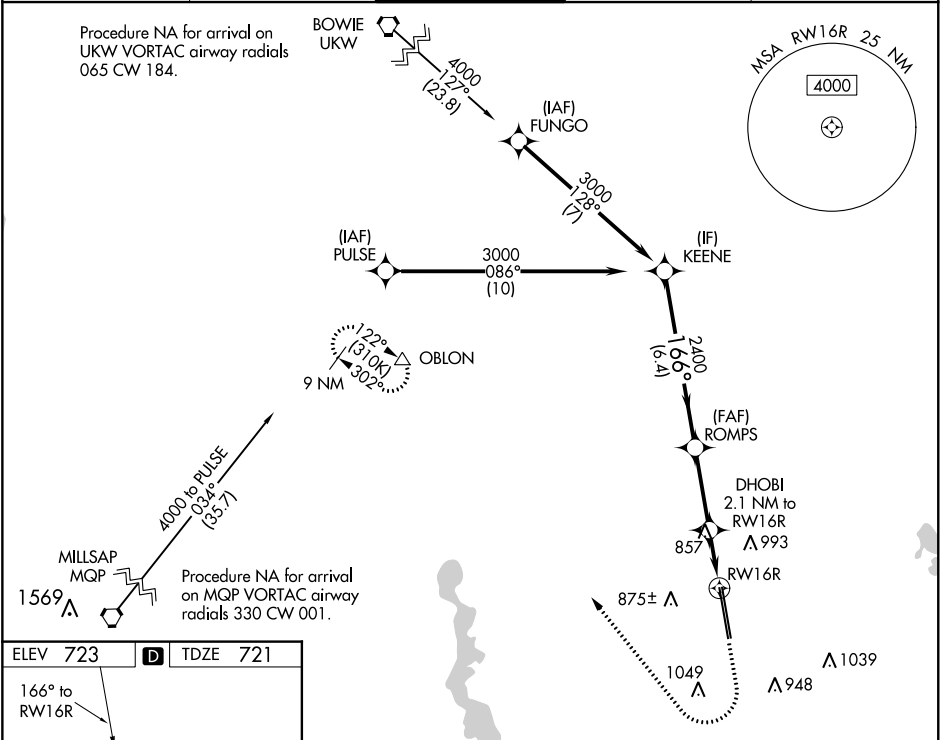 Procedure NA for arrival on
UKW VORTAC airway radials
065 CW 184.
BOWIE
UKW
4000
127°
(23.8)
(IAF)
FUNGO
3000
128°
(7)
MSA RW16R 25 NM
4000
(IAF)
PULSE
3000
086°
(10)
(IF)
KEENE
122°
(310K)
302°
9 NM
OBLON
2400
166°
(6.4)
(FAF)
ROMPS
4000 to PULSE
034°
(35.7)
DHOBI
2.1 NM to
RW16R
857
993
MILLSAP
MQP
1569
Procedure NA for arrival
on MQP VORTAC airway
radials 330 CW 001.
RW16R
875±
1049
948
1039
ELEV 723 D TDZE 721
166° to
RW16R